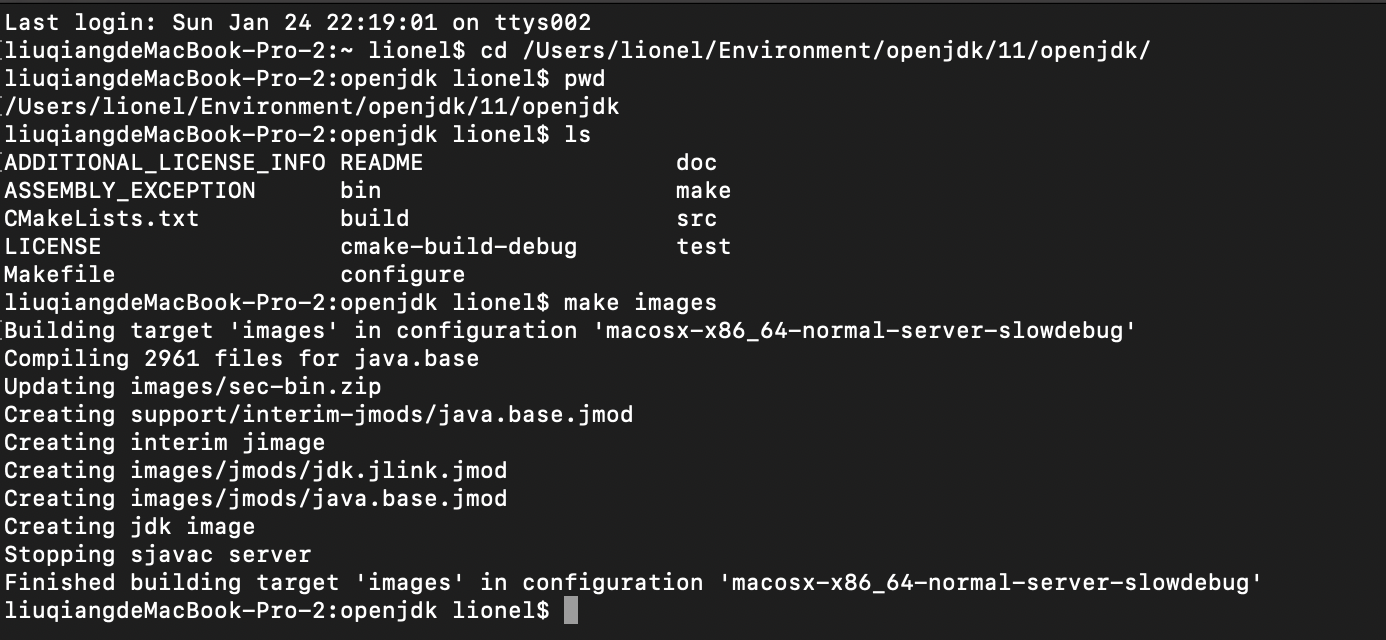 Last login: Sun Jan 24 22:19:01 on ttys002
[liuqiangdeMacBook-Pro-2:~ lionel$ cd /Users/lionel/Environment/openjdk/11/openjdk/
liuqiangdeMacBook-Pro-2:openjdk lionel$ pwd
[/Users/lionel/Environment/openjdk/11/openjdk
liuqiangdeMacBook-Pro-2:openjdk lionel$ ls
[ADDITIONAL_LICENSE_INFO README doc
ASSEMBLY_EXCEPTION bin make
CMakeLists.txt build src
LICENSE cmake-build-debug test
Makefile configure
liuqiangdeMacBook-Pro-2:openjdk lionel$ make images
[Building target 'images' in configuration 'macosx-x86_64-normal-server-slowdebug'
Compiling 2961 files for java.base
Updating images/sec-bin.zip
Creating support/interim-jmods/java.base.jmod
Creating interim jimage
Creating images/jmods/jdk.jlink.jmod
Creating images/jmods/java.base.jmod
Creating jdk image
Stopping sjavac server
Finished building target 'images' in configuration 'macosx-x86_64-normal-server-slowdebug'
liuqiangdeMacBook-Pro-2:openjdk lionel$